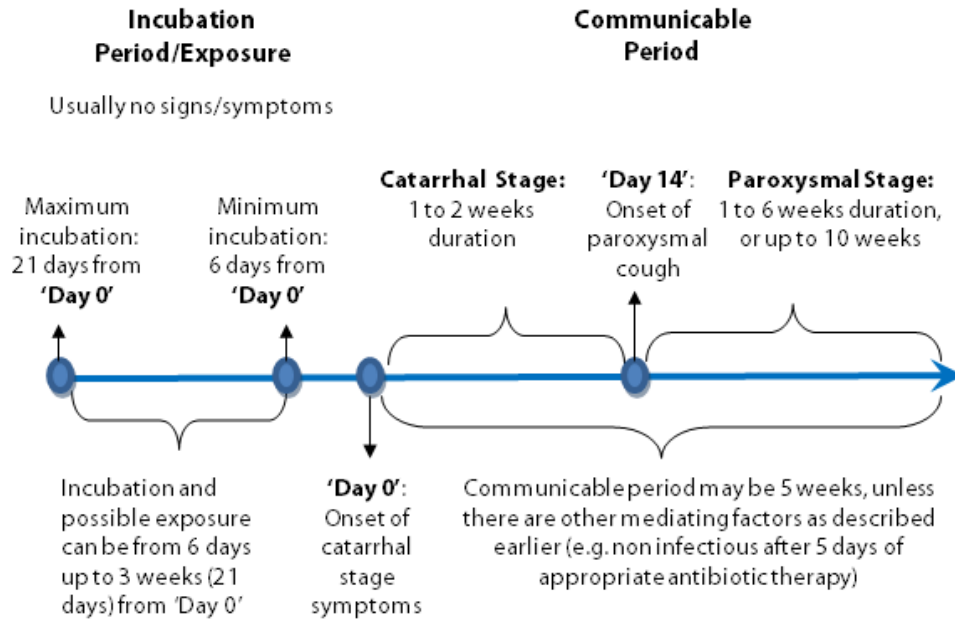 Incubation
Period/Exposure
Communicable
Period
Usually no signs/symptoms
Maximum
incubation:
21 days from
‘Day 0’
Minimum
incubation:
6 days from
‘Day 0’
Catarrhal Stage:
1 to 2 weeks
duration
‘Day 14’:
Onset of
paroxysmal
cough
Paroxysmal Stage:
1 to 6 weeks duration,
or up to 10 weeks
Incubation and
possible exposure
can be from 6 days
up to 3 weeks (21
days) from ‘Day 0’
‘Day 0’:
Onset of
catarrhal
stage
symptoms
Communicable period may be 5 weeks, unless
there are other mediating factors as described
earlier (e.g. non infectious after 5 days of
appropriate antibiotic therapy)